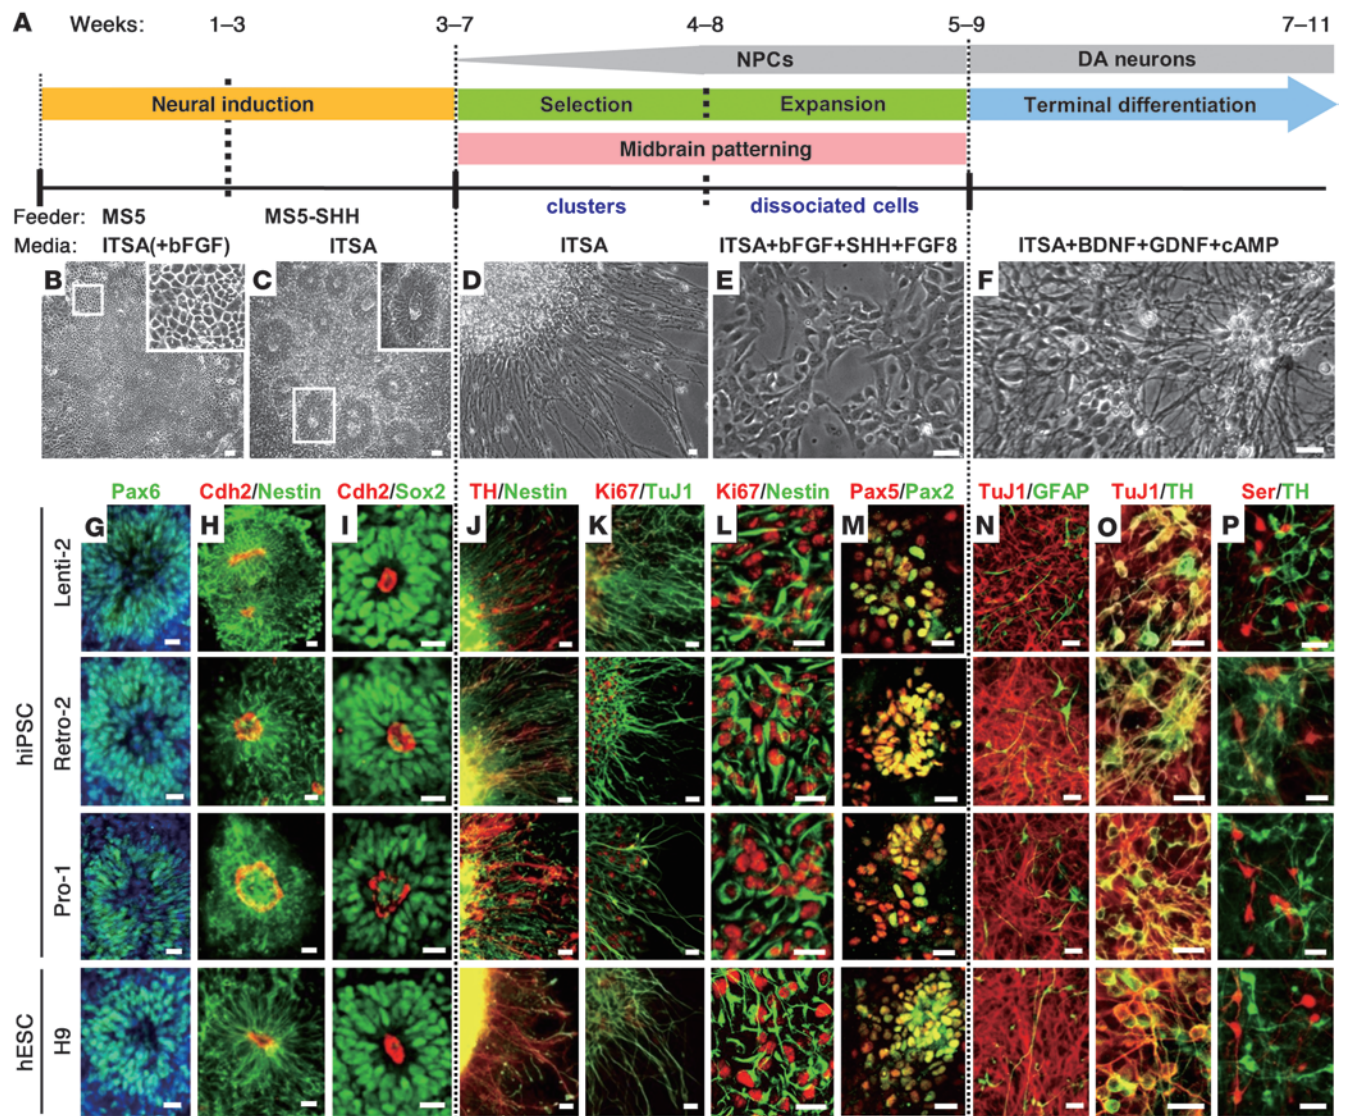 A Weeks: 1–3 3–7 4–8 5–9 7–11
NPCs DA neurons
Neural induction Selection Expansion Terminal differentiation
Midbrain patterning
Feeder: MS5 MS5-SHH clusters dissociated cells
Media: ITSA(+bFGF) ITSA ITSA ITSA+bFGF+SHH+FGF8 ITSA+BDNF+GDNF+cAMP
B C D E F
Pax6 Cdh2/Nestin Cdh2/Sox2 TH/Nestin Ki67/TuJ1 Ki67/Nestin Pax5/Pax2 TuJ1/GFAP TuJ1/TH Ser/TH
G H I J K L M N O P
hiPSC
Lenti-2
Retro-2
Pro-1
hESC
H9